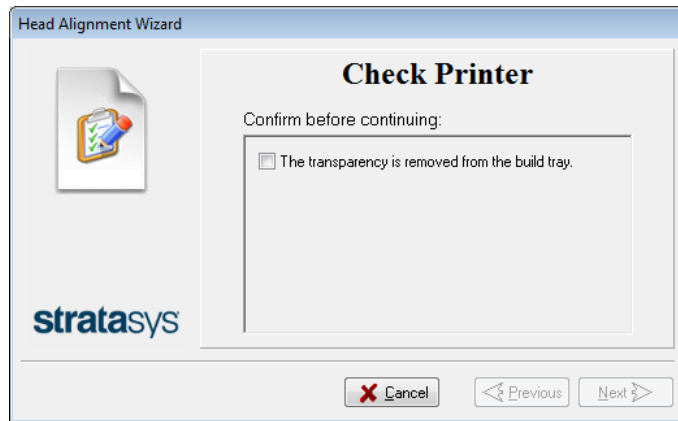 Head Alignment Wizard
Check Printer
Confirm before continuing:
The transparency is removed from the build tray.
stratasys
Cancel
Previous
Next